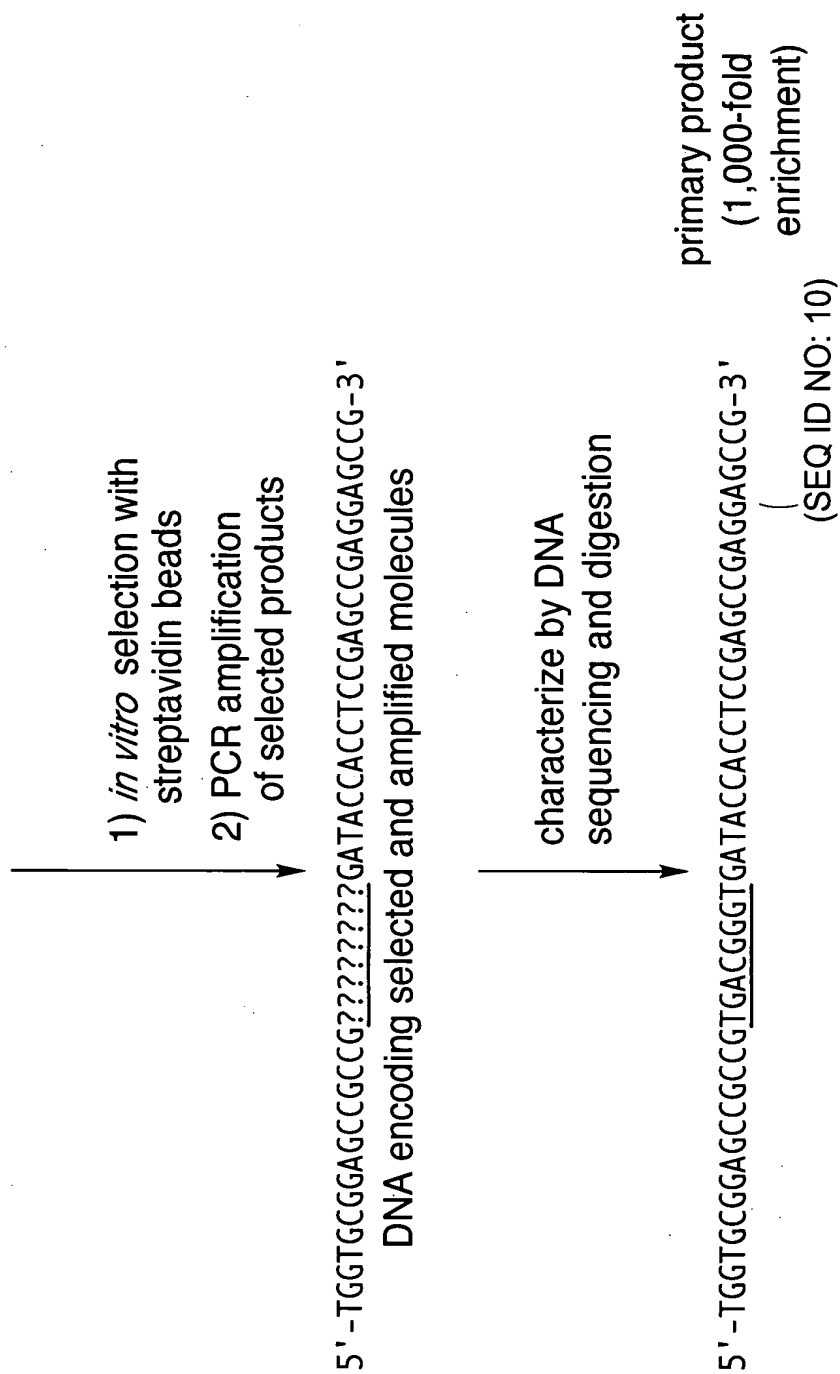 1) in vitro selection with
streptavidin beads
2) PCR amplification
of selected products
5'-TGGTGCGGAGCCGCCG????????GATACCACCTCCGAGCCGAGGAGCCG-3'
DNA encoding selected and amplified molecules
characterize by DNA
sequencing and digestion
5'-TGGTGCGGAGCCGCCGTGACGGGTGATACCACCTCCGAGCCGAGGAGCCG-3'
(SEQ ID NO: 10)
primary product
(1,000-fold
enrichment)